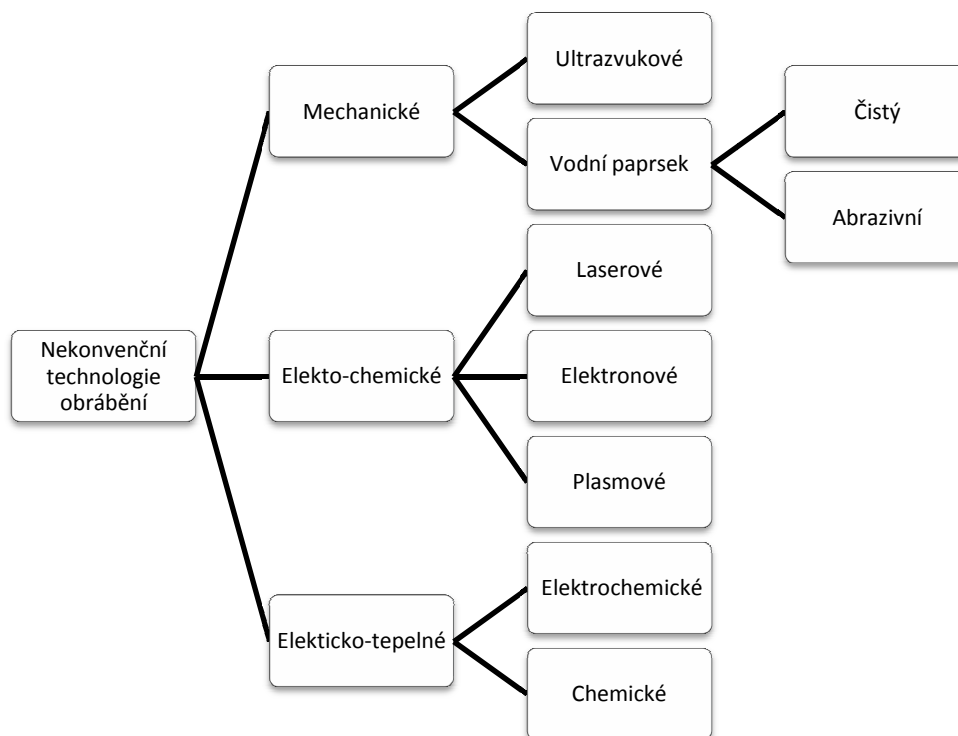 Nekonvenční
technologie
obrábění
Mechanické
Ultrazvukové
Vodní paprsek
Čistý
Abrazivní
Elekto-chemické
Laserové
Elektronové
Plasmové
Elekticko-tepelné
Elektrochemické
Chemické